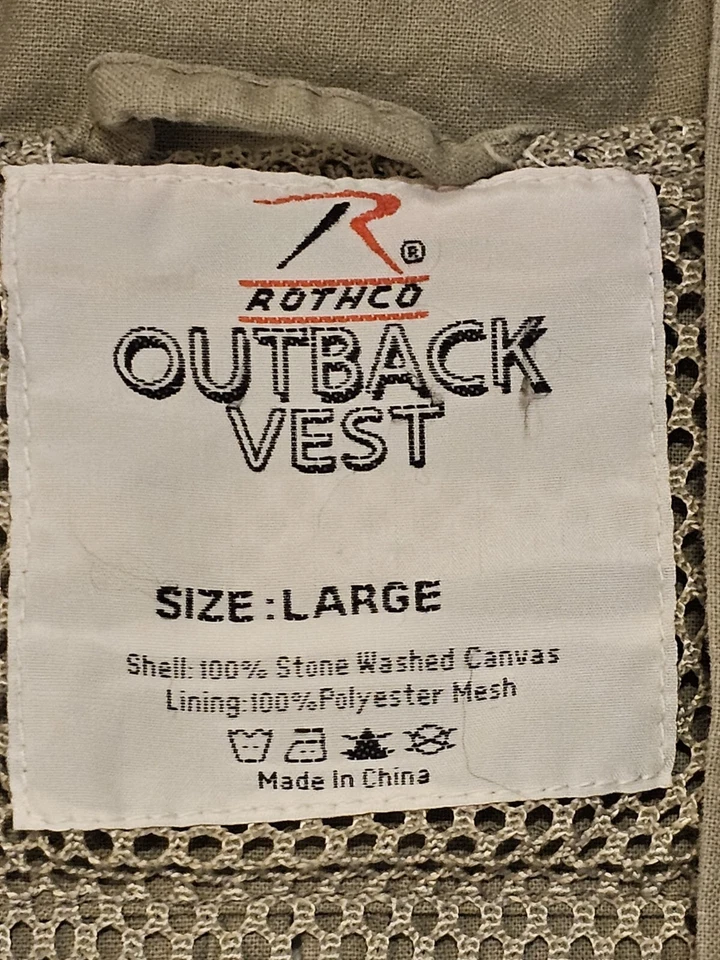 ®
ROTHCO
OUTBACK
VEST
SIZE:LARGE
Shell: 100% Stone Washed Canvas
Lining:100%Polyester Mesh
Made In China